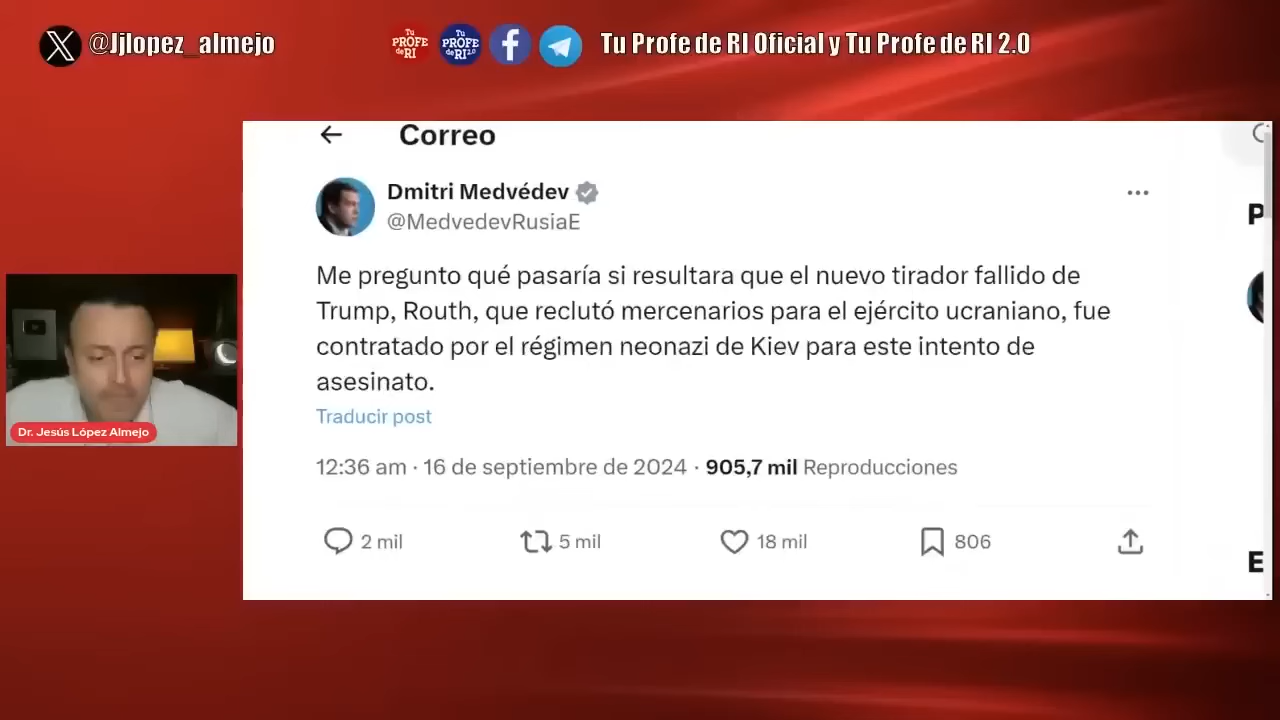 @Jjlopez_almejo
Tu PROFE de RI
Tu PROFE de RI 2.0
Tu Profe de RI Oficial y Tu Profe de RI 2.0
Correo
Dmitri Medvédev
@MedvedevRusiaE
Me pregunto qué pasaría si resultara que el nuevo tirador fallido de
Trump, Routh, que reclutó mercenarios para el ejército ucraniano, fue
contratado por el régimen neonazi de Kiev para este intento de
asesinato.
Traducir post
12:36 am · 16 de septiembre de 2024 · 905,7 mil Reproducciones
2 mil 5 mil 18 mil 806
P
E
Dr. Jesús López Almejo